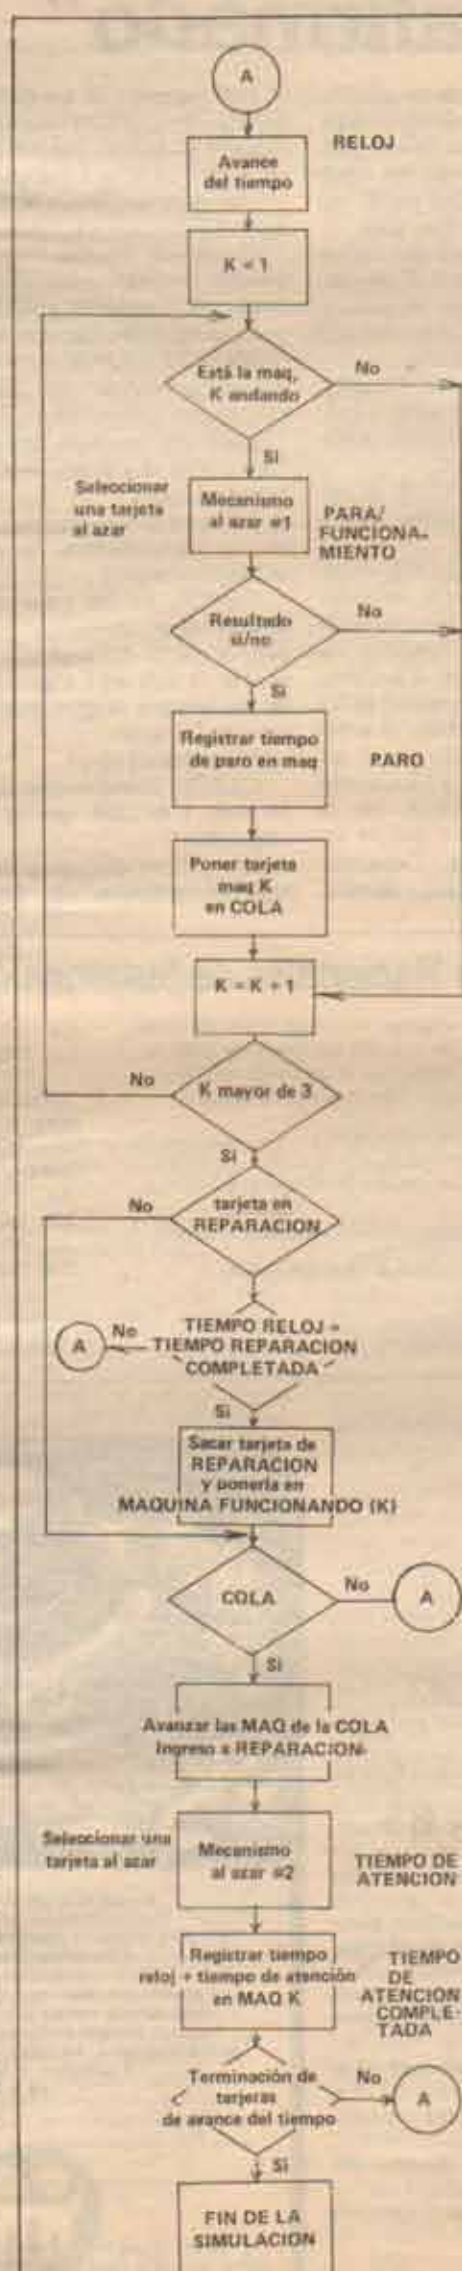 A
RELOJ
Avance
del tiempo
K = 1
Está la maq,
K andando
No
Si
Seleccionar
una tarjeta
al azar
Mecanismo
al azar #1
PARA/
FUNCIONA-
MIENTO
Resultado
si/no
No
Si
Registrar tiempo
de paro en maq
PARO
Poner tarjeta
maq K
en COLA
K = K + 1
No
K mayor de 3
Si
No
tarjeta en
REPARACION
A
No
TIEMPO RELOJ =
TIEMPO REPARACION
COMPLETADA
Si
Sacar tarjeta de
REPARACION
y ponerla en
MAQUINA FUNCIONANDO (K)
COLA
No
A
Si
Avanzar las MAQ de la COLA
Ingreso a REPARACION
Seleccionar una
tarjeta al azar
Mecanismo
al azar #2
TIEMPO DE
ATENCION
Registrar tiempo
reloj + tiempo de atención
en MAQ K
TIEMPO
DE
ATENCION
COMPLE-
TADA
Terminación de
tarjeras
de avance del tiempo
No
A
Si
FIN DE LA
SIMULACION